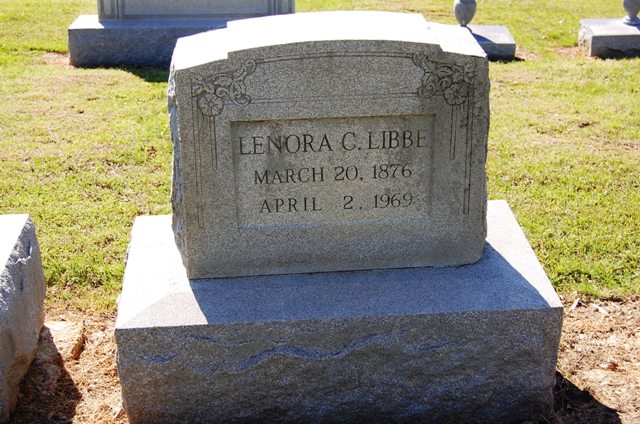 LENORA C. LIBBE
MARCH 20, 1876
APRIL 2, 1969